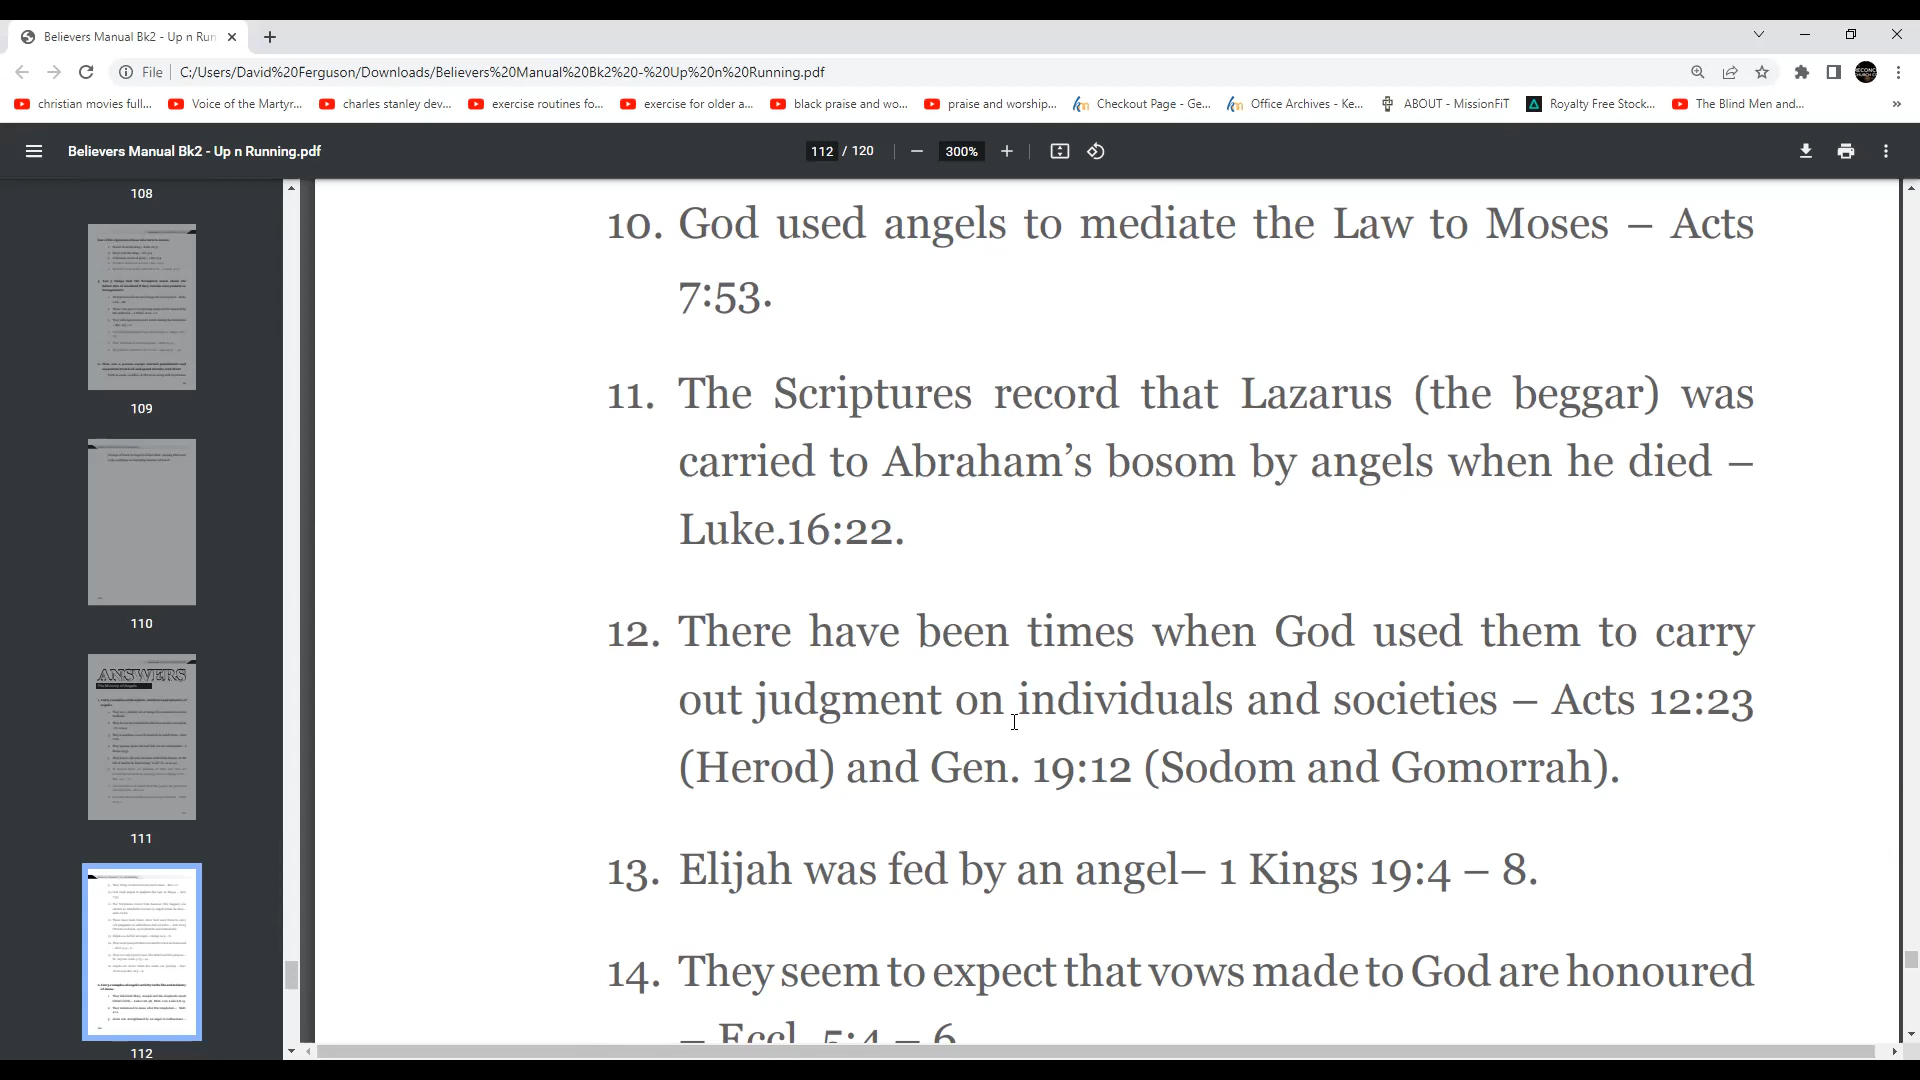 Believers Manual Bk2 - Up n Run
File
C:/Users/David%20Ferguson/Downloads/Believers%20Manual%20Bk2%20-%20Up%20n%20Running.pdf
christian movies full...
Voice of the Martyr...
charles stanley dev...
exercise routines fo...
exercise for older a...
black praise and wo...
praise and worship...
Checkout Page - Ge...
Office Archives - Ke...
ABOUT - MissionFiT
Royalty Free Stock...
The Blind Men and...
Believers Manual Bk2 - Up n Running.pdf
112 / 120
300%
108
109
110
ANSWERS
111
112
10. God used angels to mediate the Law to Moses – Acts
7:53.
11. The Scriptures record that Lazarus (the beggar) was
carried to Abraham’s bosom by angels when he died –
Luke.16:22.
12. There have been times when God used them to carry
out judgment on individuals and societies – Acts 12:23
(Herod) and Gen. 19:12 (Sodom and Gomorrah).
13. Elijah was fed by an angel– 1 Kings 19:4 – 8.
14. They seem to expect that vows made to God are honoured
– Eccl. 5:4 – 6.